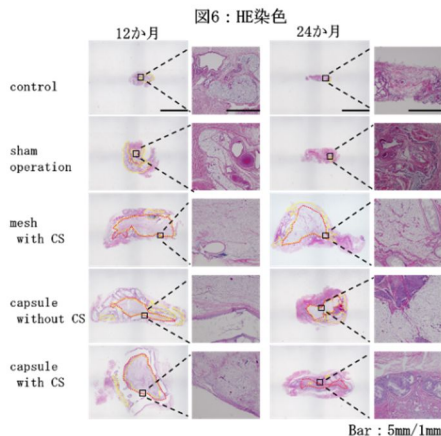 図6：HE染色
12か月
24か月
control
sham
operation
mesh
with CS
capsule
without CS
capsule
with CS
Bar：5mm/1mm